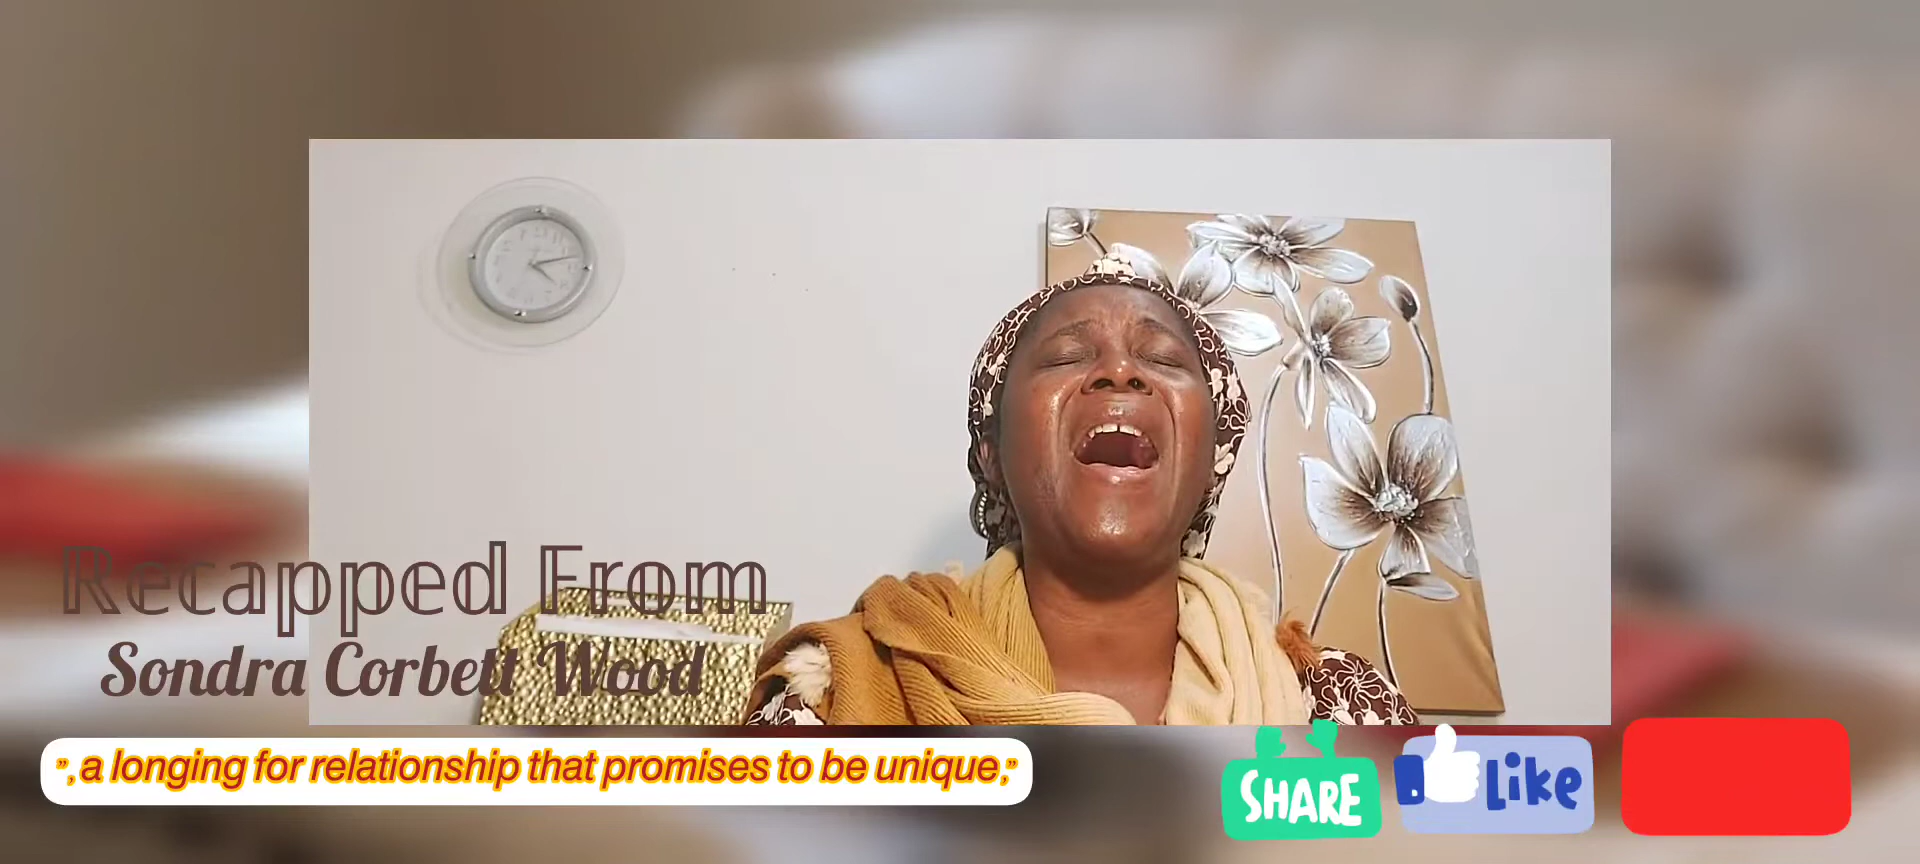 Recapped From
Sondra Corbett Wood
”, a longing for relationship that promises to be unique,”
SHARE
Like